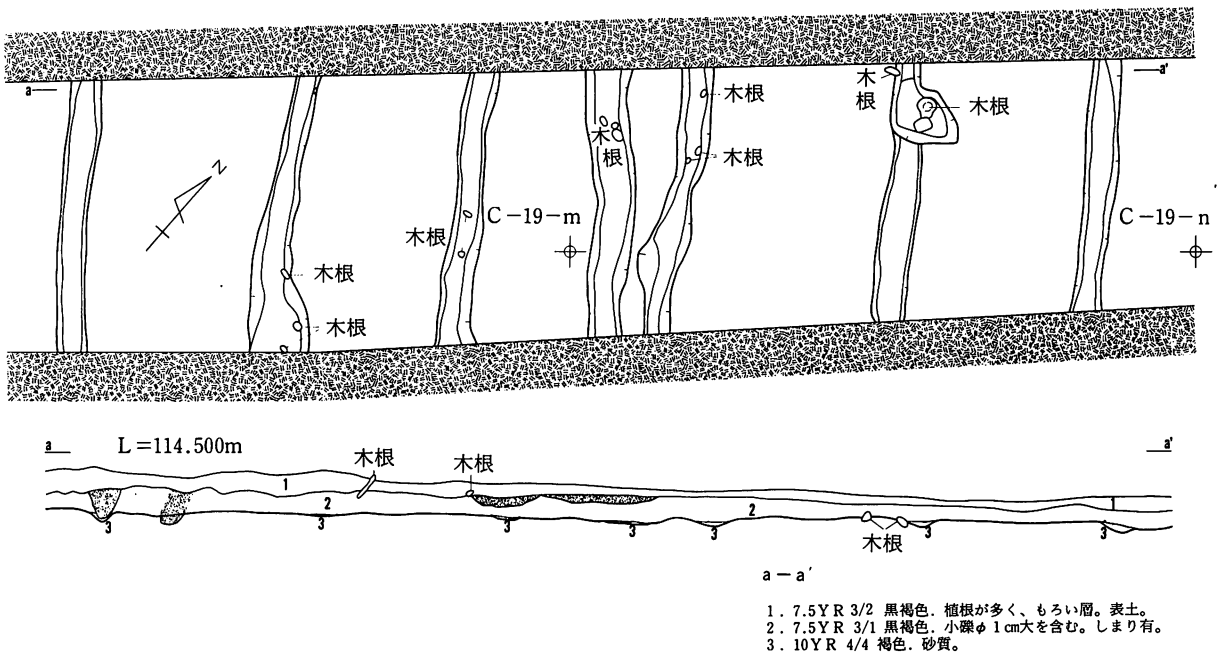 a
a'
木根
木根
木根
木根
木根
木根
N
C-19-m
C-19-n
木根
木根
木根
a
L=114.500m
a'
木根
木根
1
1
2
2
3
3
3
3
3
3
3
木根
a-a'
1. 7.5YR 3/2 黒褐色. 植根が多く、もろい層。表土。
2. 7.5YR 3/1 黒褐色. 小礫φ1cm大を含む。しまり有。
3. 10YR 4/4 褐色. 砂質。